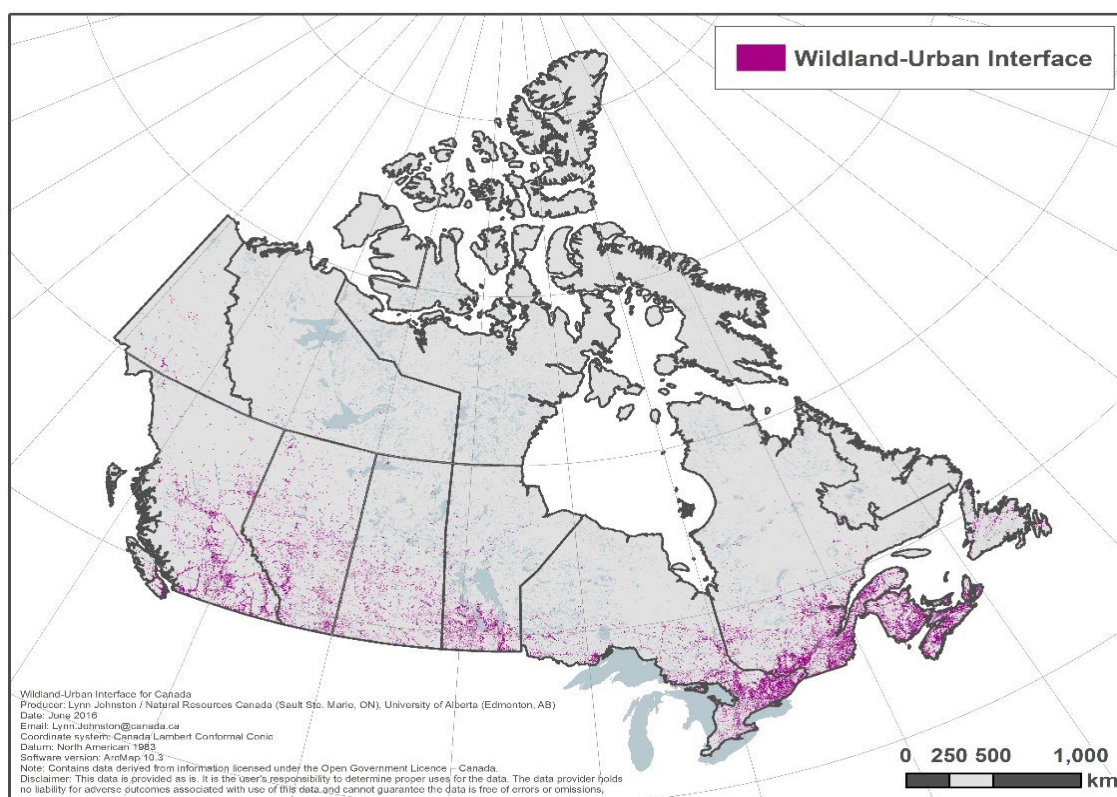 Wildland-Urban Interface
Wildland-Urban Interface for Canada
Producer: Lynn Johnston / Natural Resources Canada (Sault Ste. Marie, ON), University of Alberta (Edmonton, AB)
Date: June 2016
Email: Lynn.Johnston@canada.ca
Coordinate system: Canada Lambert Conformal Conic
Datum: North American 1983
Software version: ArcMap 10.3
Note: Contains data derived from information licensed under the Open Government Licence – Canada.
Disclaimer: This data is provided as is. It is the user's responsibility to determine proper uses for the data. The data provider holds
no liability for adverse outcomes associated with use of this data and cannot guarantee the data is free of errors or omissions.
0 250 500 1,000
km